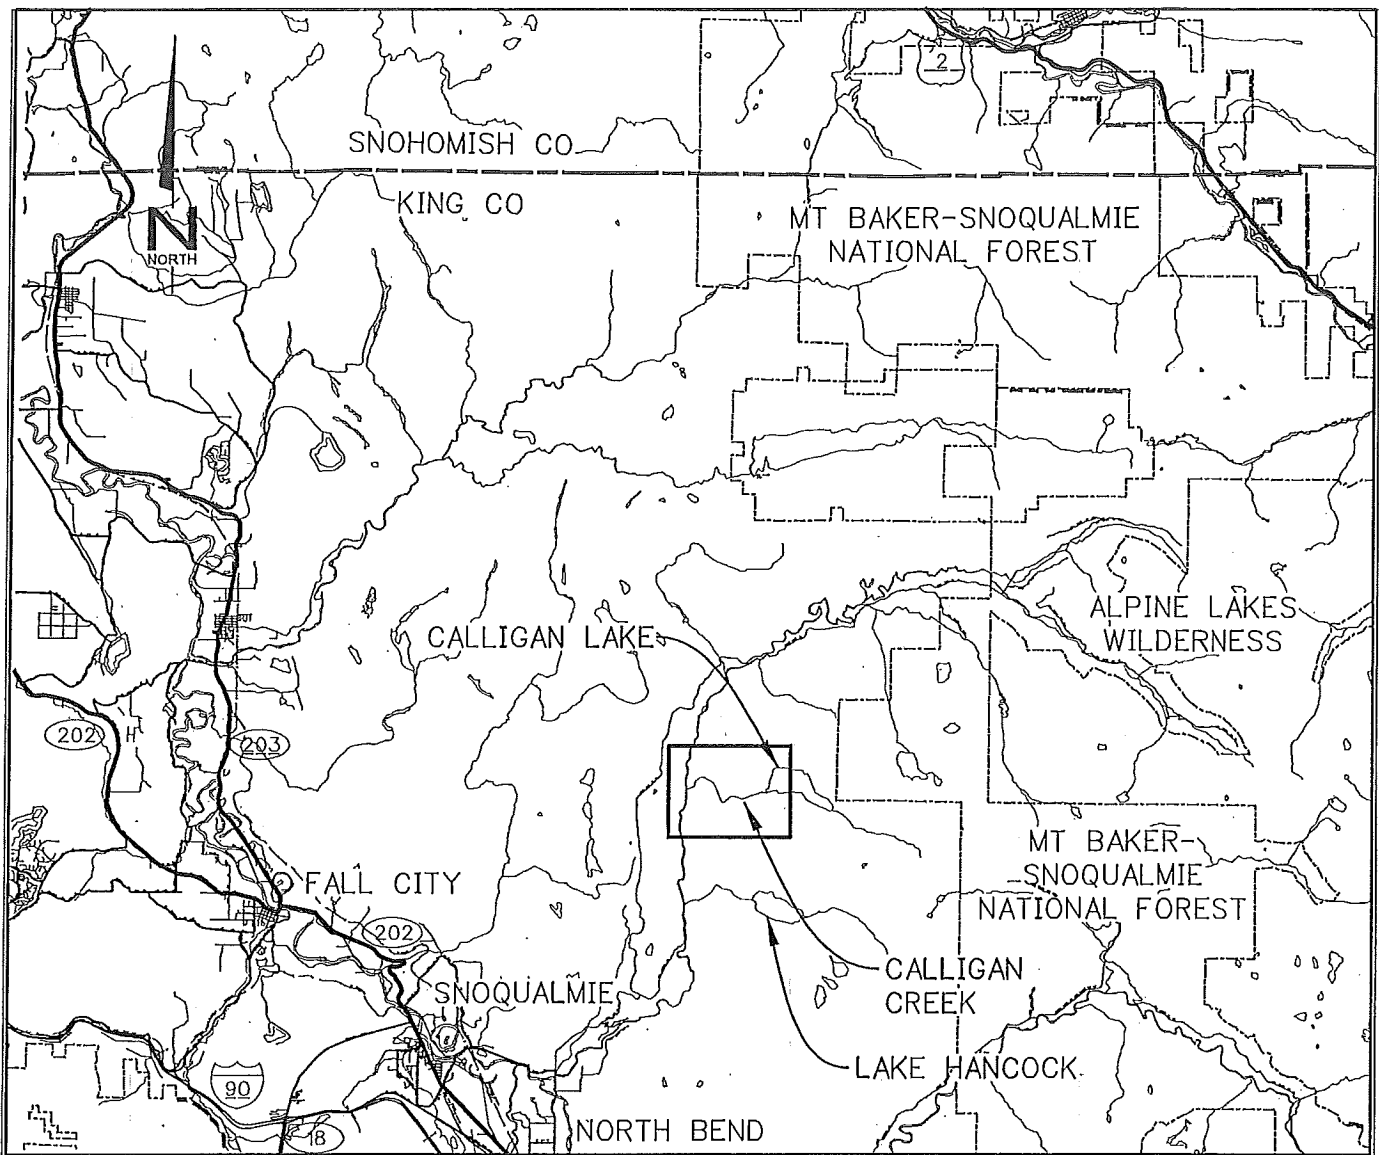 2
SNOHOMISH CO
KING CO
N
NORTH
MT BAKER-SNOQUALMIE
NATIONAL FOREST
ALPINE LAKES
WILDERNESS
CALLIGAN LAKE
202
203
MT BAKER-
SNOQUALMIE
NATIONAL FOREST
FALL CITY
202
CALLIGAN
CREEK
SNOQUALMIE
LAKE HANCOCK
90
18
NORTH BEND